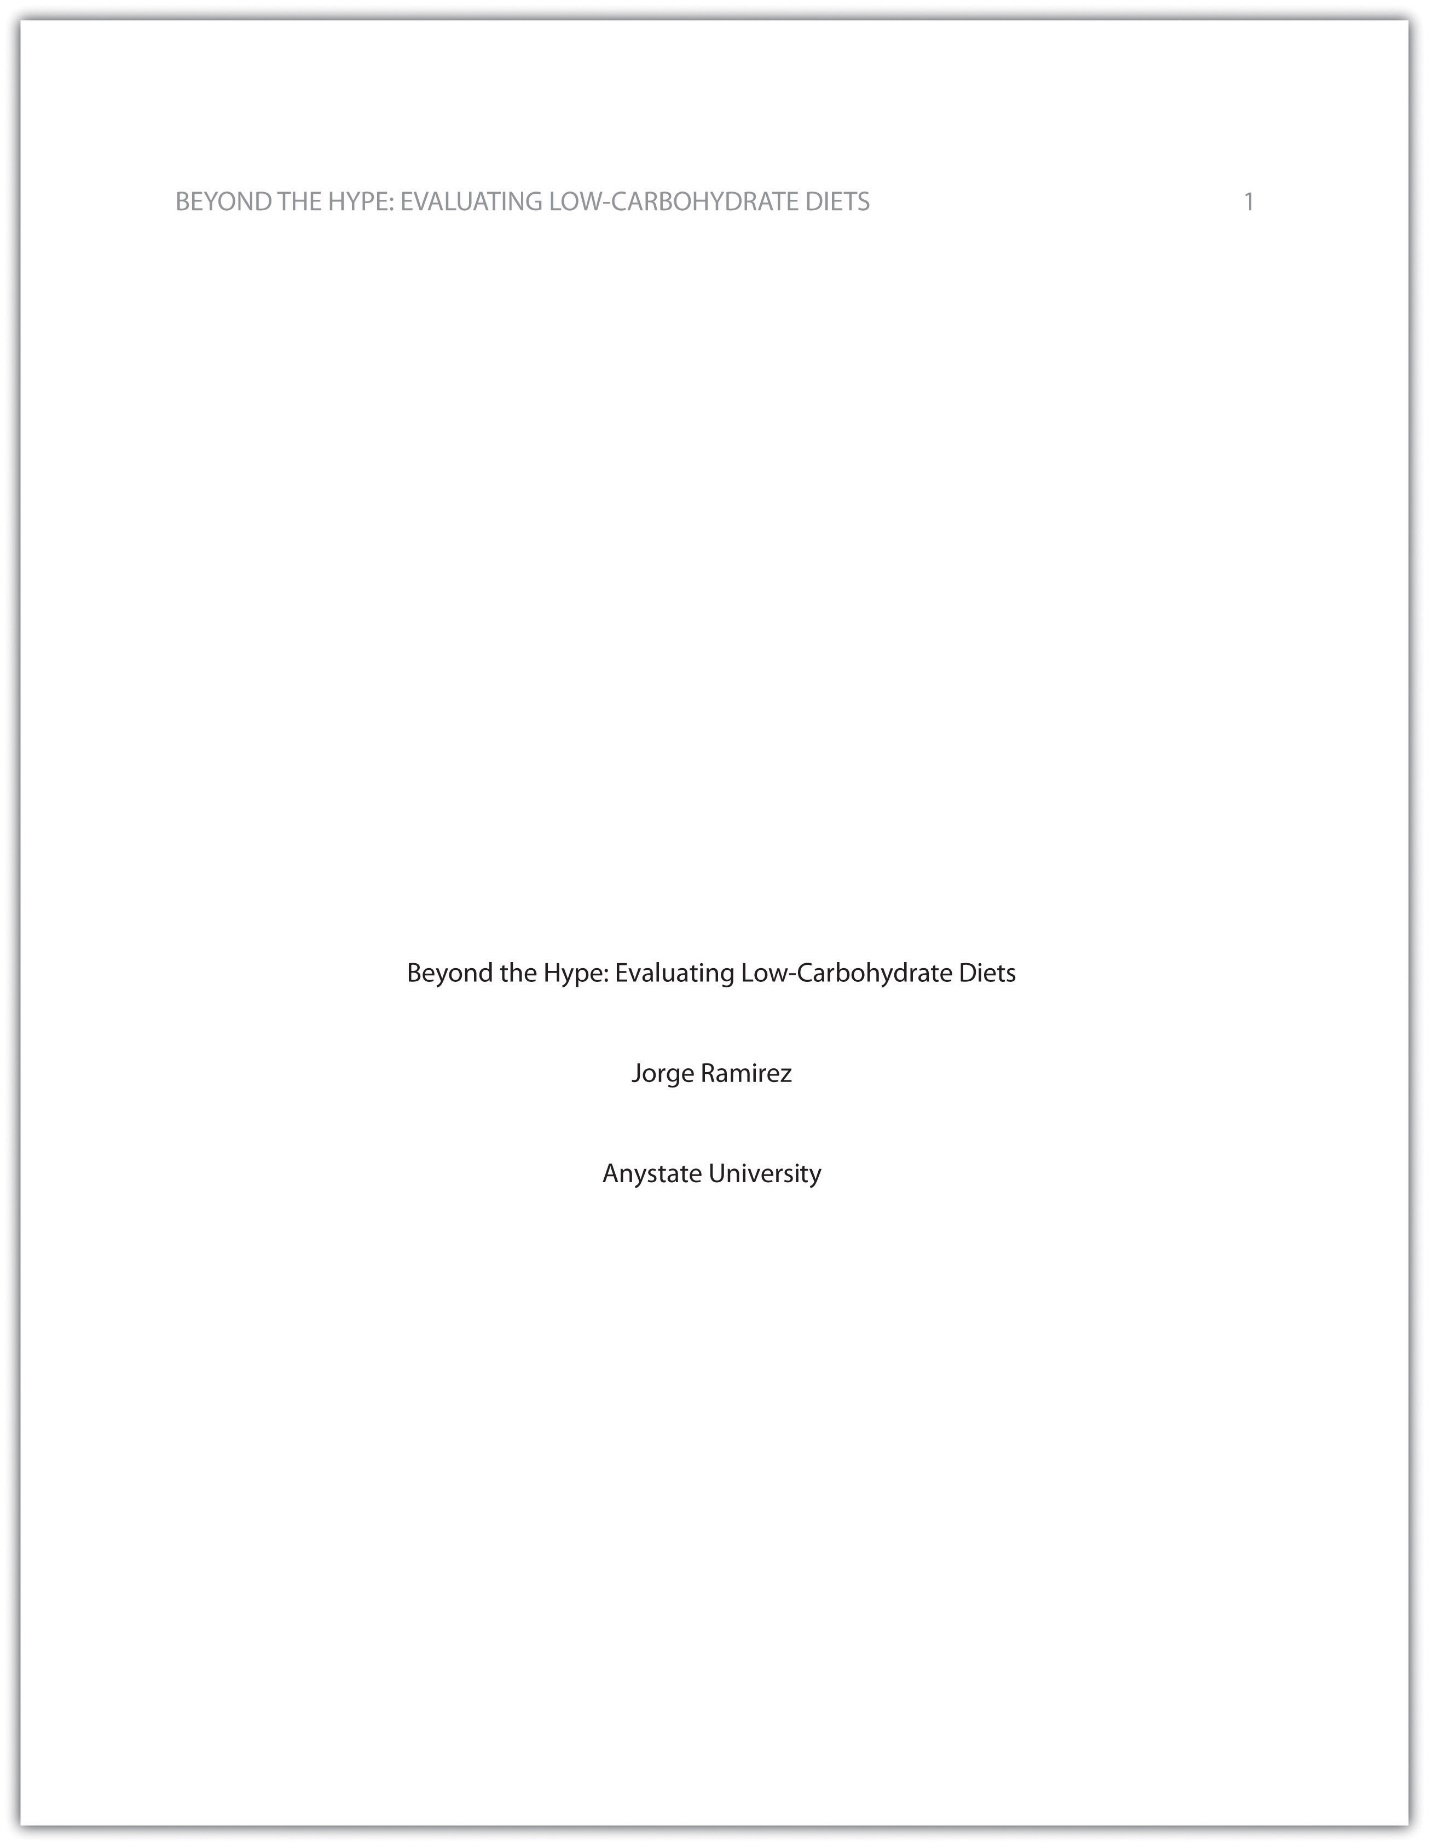 BEYOND THE HYPE: EVALUATING LOW-CARBOHYDRATE DIETS 1
Beyond the Hype: Evaluating Low-Carbohydrate Diets
Jorge Ramirez
Anystate University